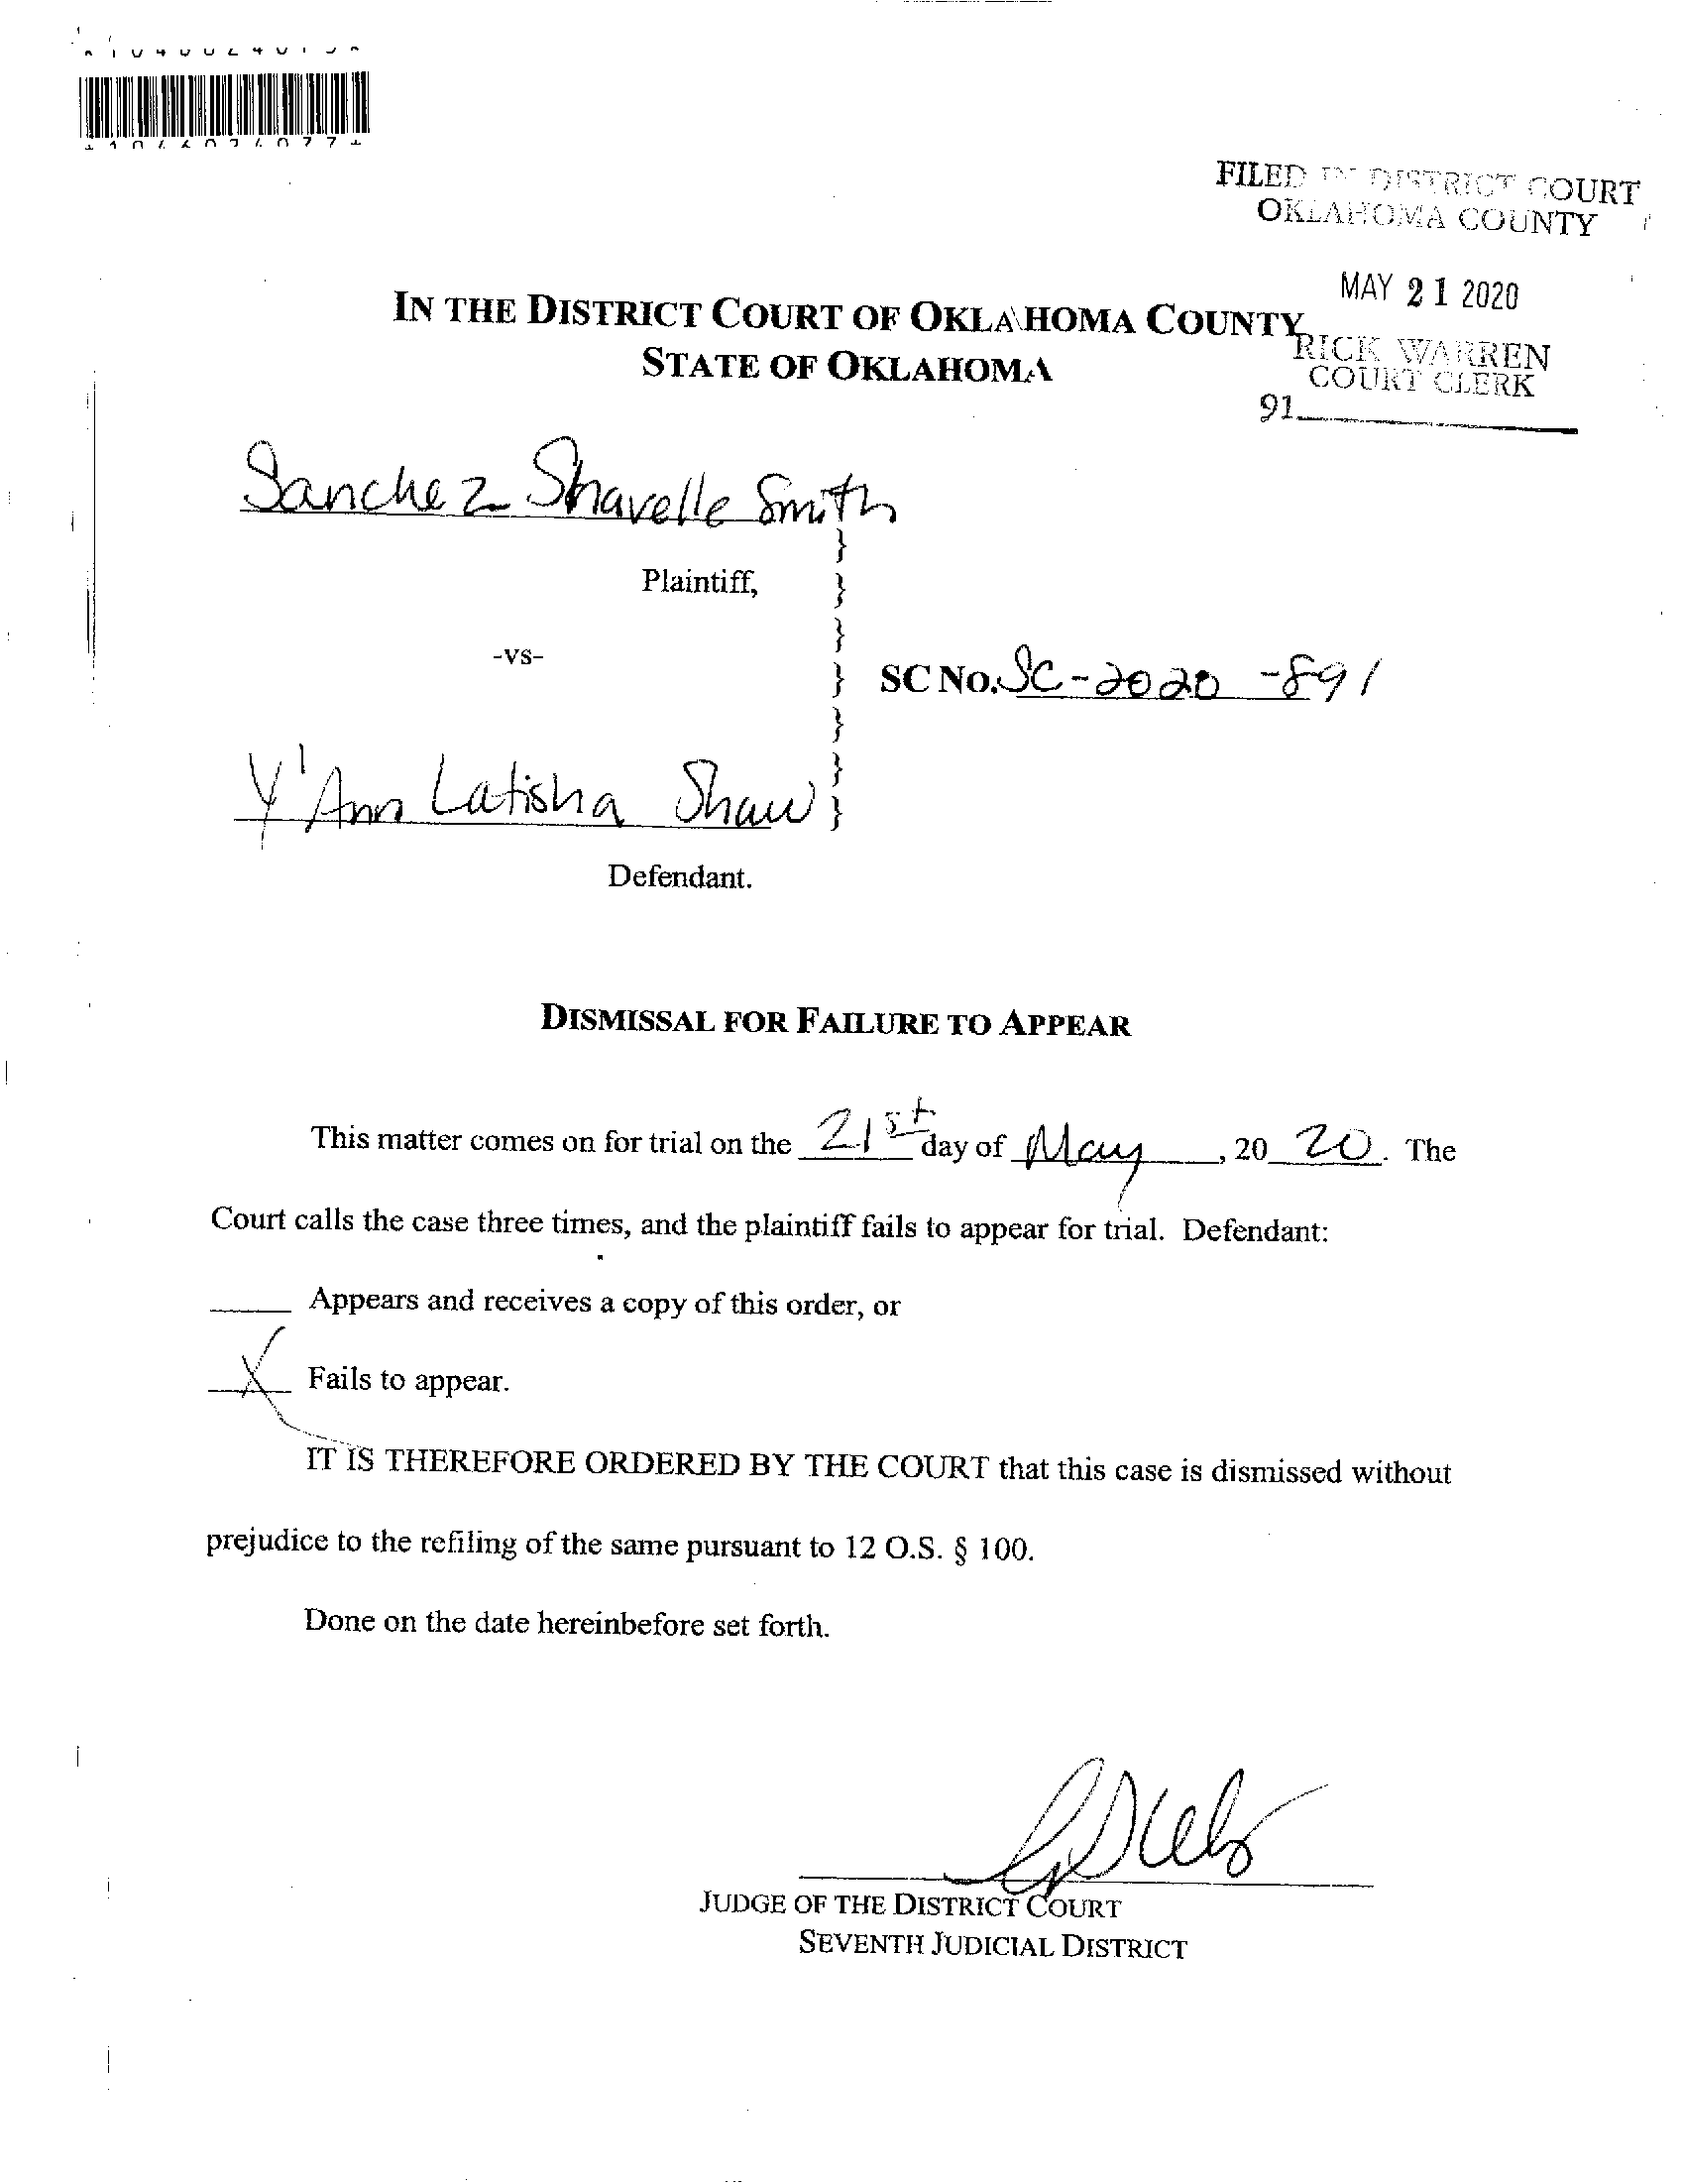 FILED IN DISTRICT COURT
OKLAHOMA COUNTY
MAY 21 2020
IN THE DISTRICT COURT OF OKLAHOMA COUNTY
STATE OF OKLAHOMA
RICK WARREN
COURT CLERK
91
Sanchez Shavelle Smith
}
Plaintiff, }
}
-vs-
} SC NO. SC-2020-891
}
}
Y'Ann Latisha Shaw }
Defendant.
DISMISSAL FOR FAILURE TO APPEAR
This matter comes on for trial on the 21st day of May, 2020. The
Court calls the case three times, and the plaintiff fails to appear for trial. Defendant:
Appears and receives a copy of this order, or
X Fails to appear.
IT IS THEREFORE ORDERED BY THE COURT that this case is dismissed without
prejudice to the refiling of the same pursuant to 12 O.S. § 100.
Done on the date hereinbefore set forth.
JUDGE OF THE DISTRICT COURT
SEVENTH JUDICIAL DISTRICT